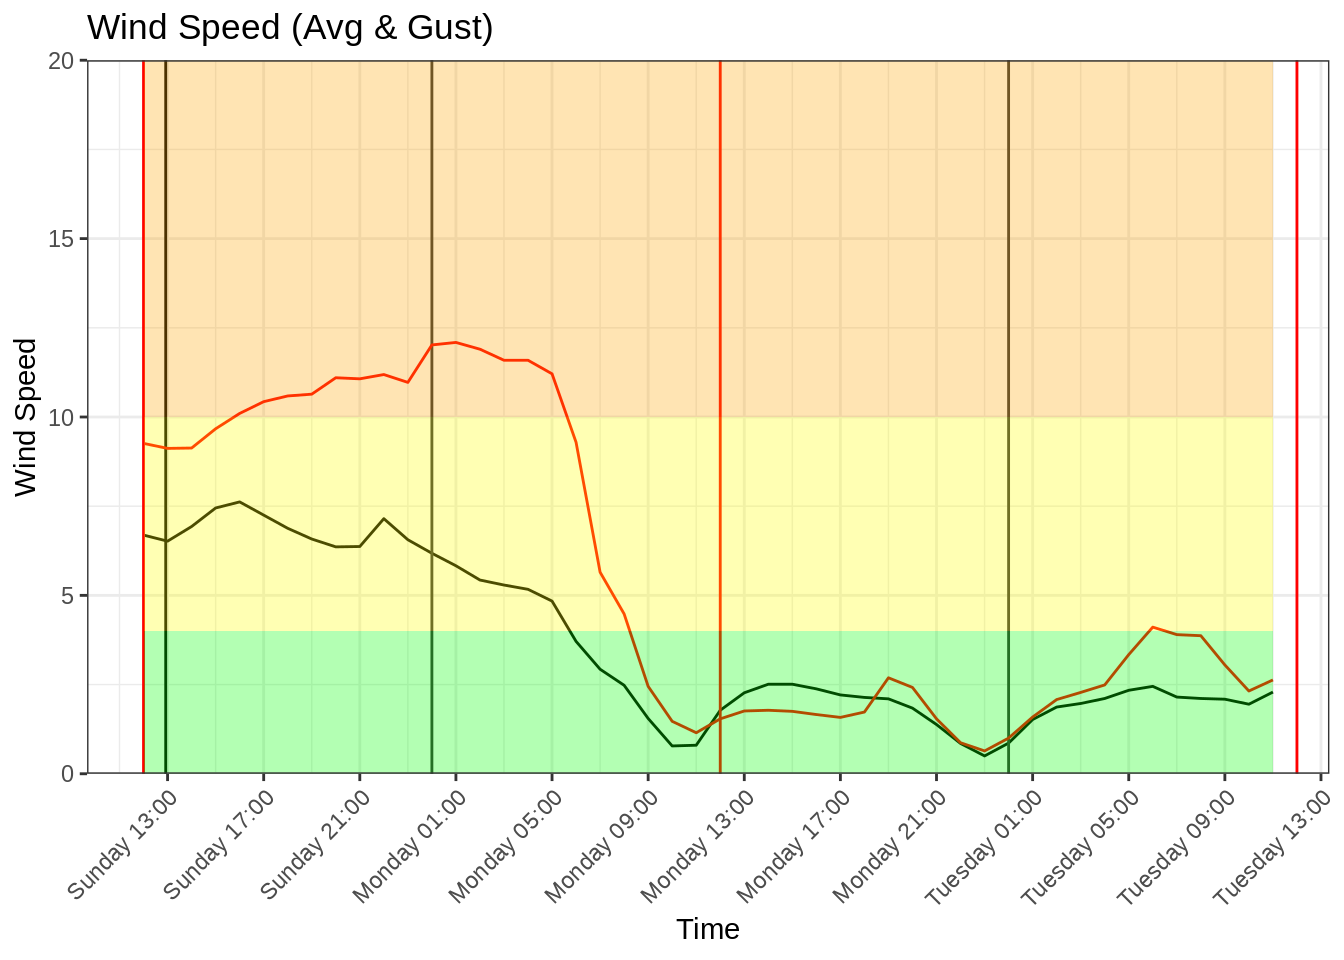 Wind Speed (Avg & Gust)
20
15
10
5
0
Wind Speed
Sunday 13:00
Sunday 17:00
Sunday 21:00
Monday 01:00
Monday 05:00
Monday 09:00
Monday 13:00
Monday 17:00
Monday 21:00
Tuesday 01:00
Tuesday 05:00
Tuesday 09:00
Tuesday 13:00
Time